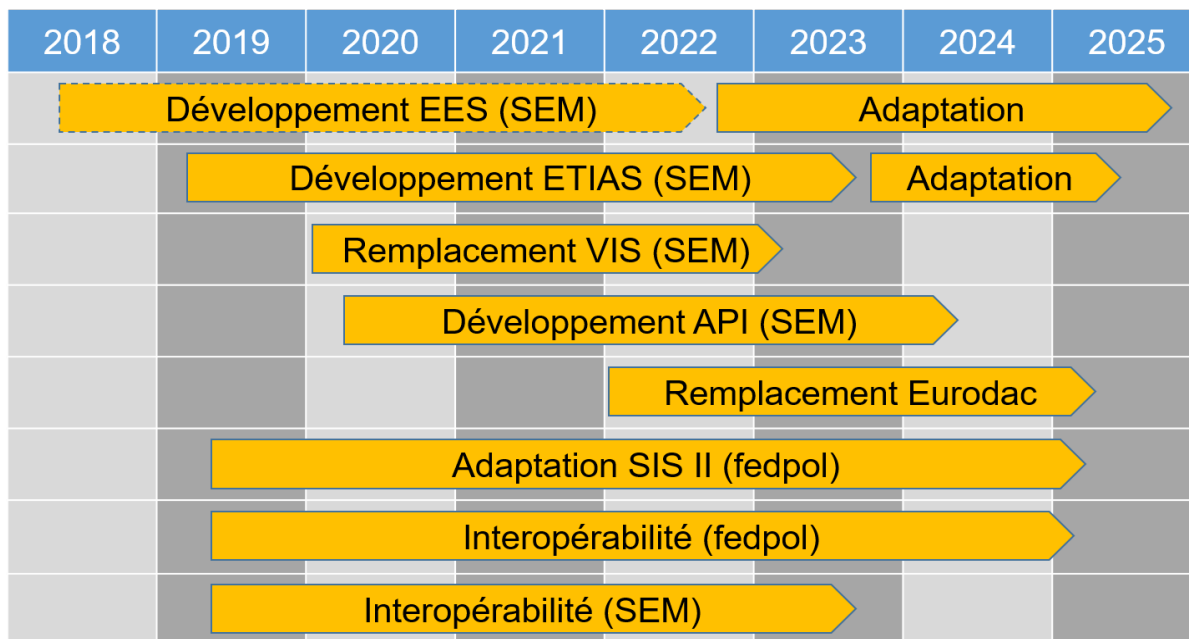 2018 2019 2020 2021 2022 2023 2024 2025
Développement EES (SEM) Adaptation
Développement ETIAS (SEM) Adaptation
Remplacement VIS (SEM)
Développement API (SEM)
Remplacement Eurodac
Adaptation SIS II (fedpol)
Interopérabilité (fedpol)
Interopérabilité (SEM)